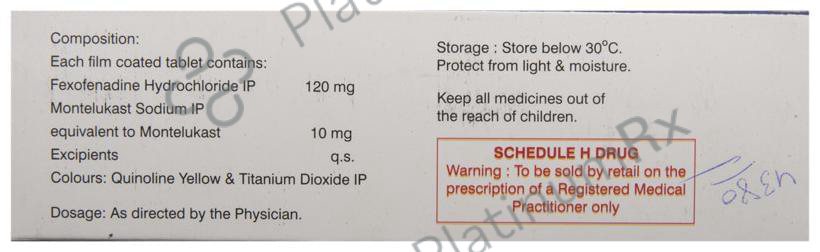 Composition:
Each film coated tablet contains:
Fexofenadine Hydrochloride IP 120 mg
Montelukast Sodium IP
equivalent to Montelukast 10 mg
Excipients q.s.
Colours: Quinoline Yellow & Titanium Dioxide IP
Dosage: As directed by the Physician.
Storage : Store below 30°C.
Protect from light & moisture.
Keep all medicines out of
the reach of children.
SCHEDULE H DRUG
Warning : To be sold by retail on the
prescription of a Registered Medical
Practitioner only
PlatinumRx